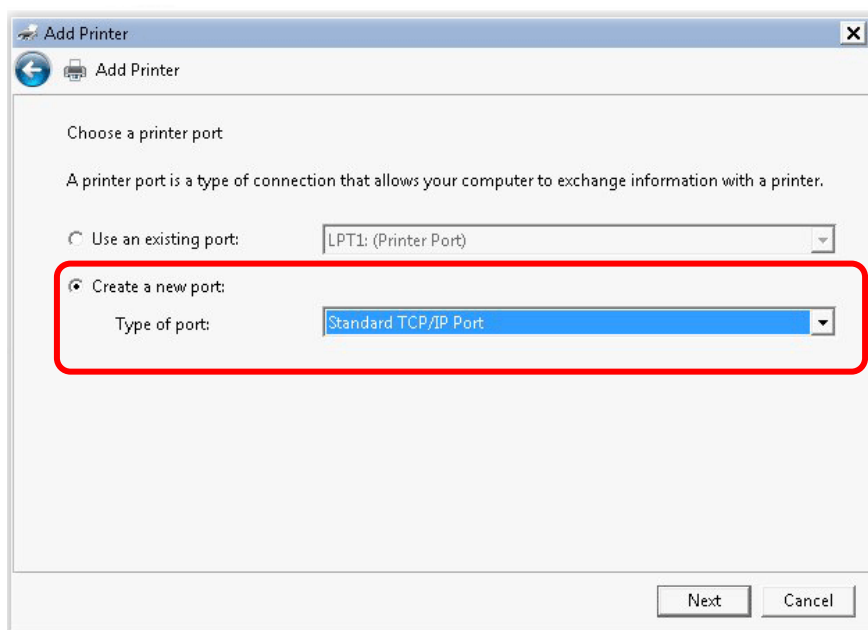 Add Printer
Add Printer
Choose a printer port
A printer port is a type of connection that allows your computer to exchange information with a printer.
Use an existing port: LPT1: (Printer Port)
Create a new port:
Type of port: Standard TCP/IP Port
Next Cancel